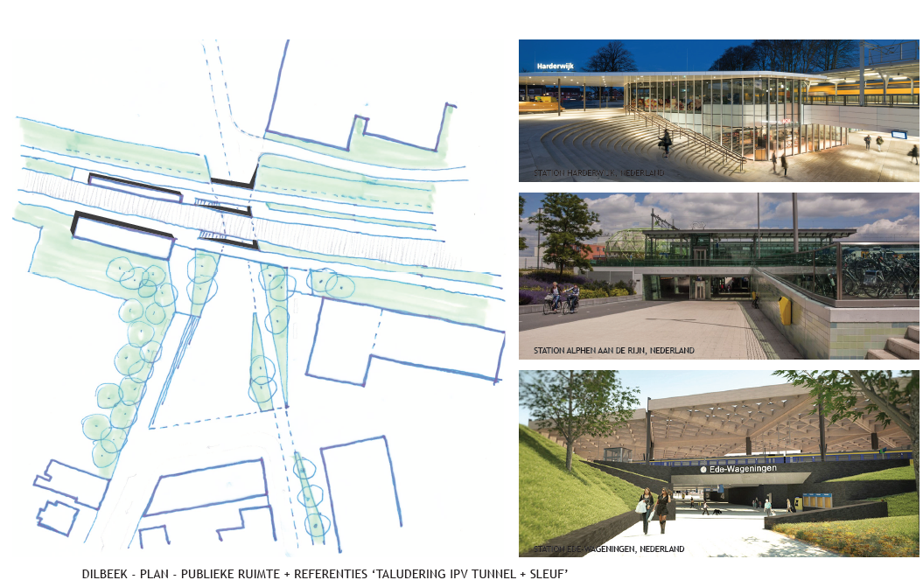 Harderwijk
STATION HARDERWIJK, NEDERLAND
STATION ALPHEN AAN DE RIJN, NEDERLAND
Ede-Wageningen
STATION EDE-WAGENINGEN, NEDERLAND
DILBEEK - PLAN - PUBLIEKE RUIMTE + REFERENTIES ‘TALUDERING IPV TUNNEL + SLEUF’